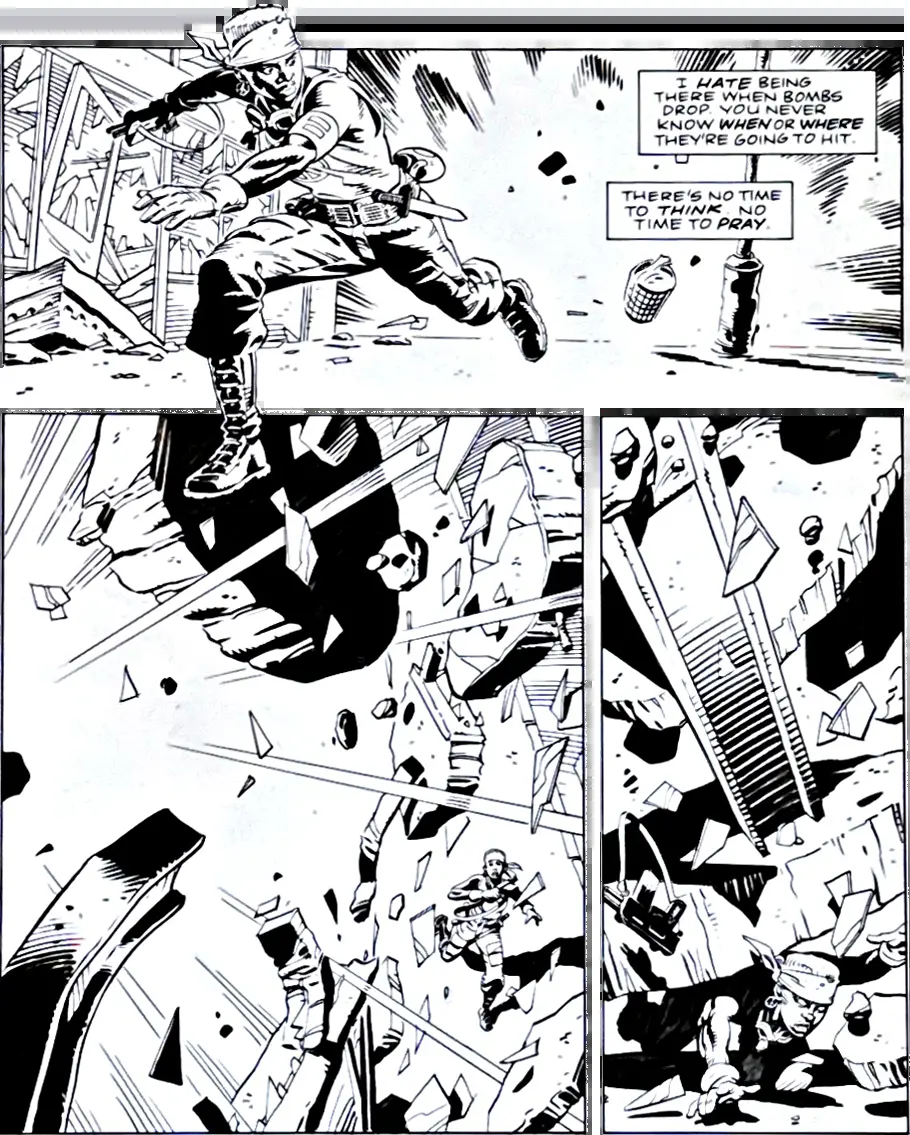 I HATE BEING
THERE WHEN BOMBS
DROP. YOU NEVER
KNOW WHEN OR WHERE
THEY'RE GOING TO HIT.
THERE'S NO TIME
TO THINK. NO
TIME TO PRAY.